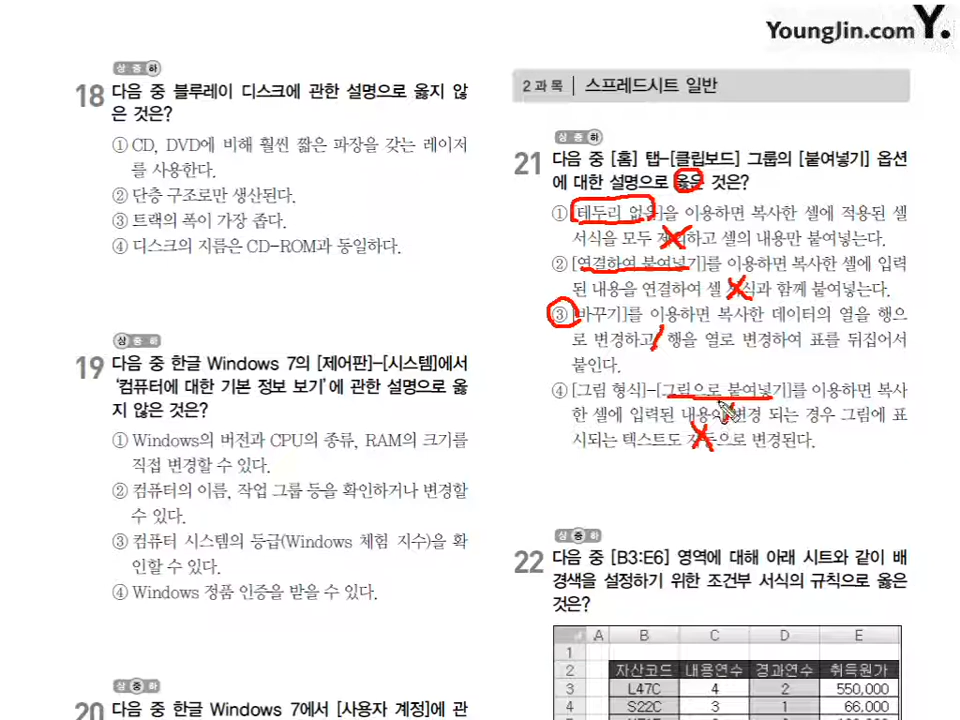 YoungJin.com Y.
상 중 하
18 다음 중 블루레이 디스크에 관한 설명으로 옳지 않
은 것은?
① CD, DVD에 비해 훨씬 짧은 파장을 갖는 레이저
를 사용한다.
② 단층 구조로만 생산된다.
③ 트랙의 폭이 가장 좁다.
④ 디스크의 지름은 CD-ROM과 동일하다.
상 중 하
19 다음 중 한글 Windows 7의 [제어판]-[시스템]에서
'컴퓨터에 대한 기본 정보 보기'에 관한 설명으로 옳
지 않은 것은?
① Windows의 버전과 CPU의 종류, RAM의 크기를
직접 변경할 수 있다.
② 컴퓨터의 이름, 작업 그룹 등을 확인하거나 변경할
수 있다.
③ 컴퓨터 시스템의 등급(Windows 체험 지수)을 확
인할 수 있다.
④ Windows 정품 인증을 받을 수 있다.
상 중 하
20 다음 중 한글 Windows 7에서 [사용자 계정]에 관
2과목 스프레드시트 일반
상 중 하
21 다음 중 [홈] 탭-[클립보드] 그룹의 [붙여넣기] 옵션
에 대한 설명으로 옳은 것은?
① [테두리 없음]을 이용하면 복사한 셀에 적용된 셀
서식을 모두 제외하고 셀의 내용만 붙여넣는다.
② [연결하여 붙여넣기]를 이용하면 복사한 셀에 입력
된 내용을 연결하여 셀 서식과 함께 붙여넣는다.
③ [바꾸기]를 이용하면 복사한 데이터의 열을 행으
로 변경하고, 행을 열로 변경하여 표를 뒤집어서
붙인다.
④ [그림 형식]-[그림으로 붙여넣기]를 이용하면 복사
한 셀에 입력된 내용이 변경 되는 경우 그림에 표
시되는 텍스트도 자동으로 변경된다.
상 중 하
22 다음 중 [B3:E6] 영역에 대해 아래 시트와 같이 배
경색을 설정하기 위한 조건부 서식의 규칙으로 옳은
것은?
A B C D E
1
2 자산코드 내용연수 경과연수 취득원가
3 L47C 4 2 550,000
4 S22C 3 1 66,000